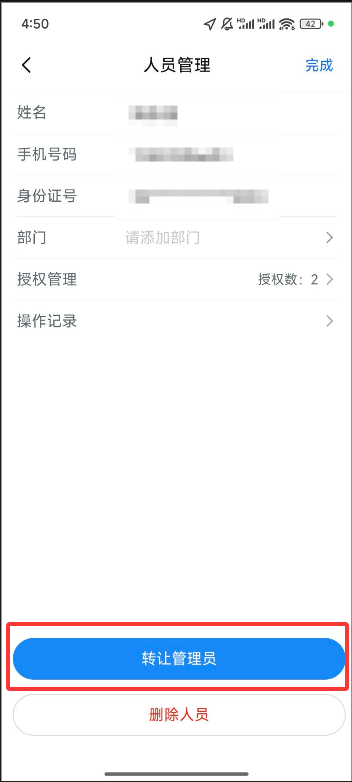 4:50
HD HD 42
人员管理 完成
姓名
手机号码
身份证号
部门 请添加部门
授权管理 授权数：2
操作记录
转让管理员
删除人员